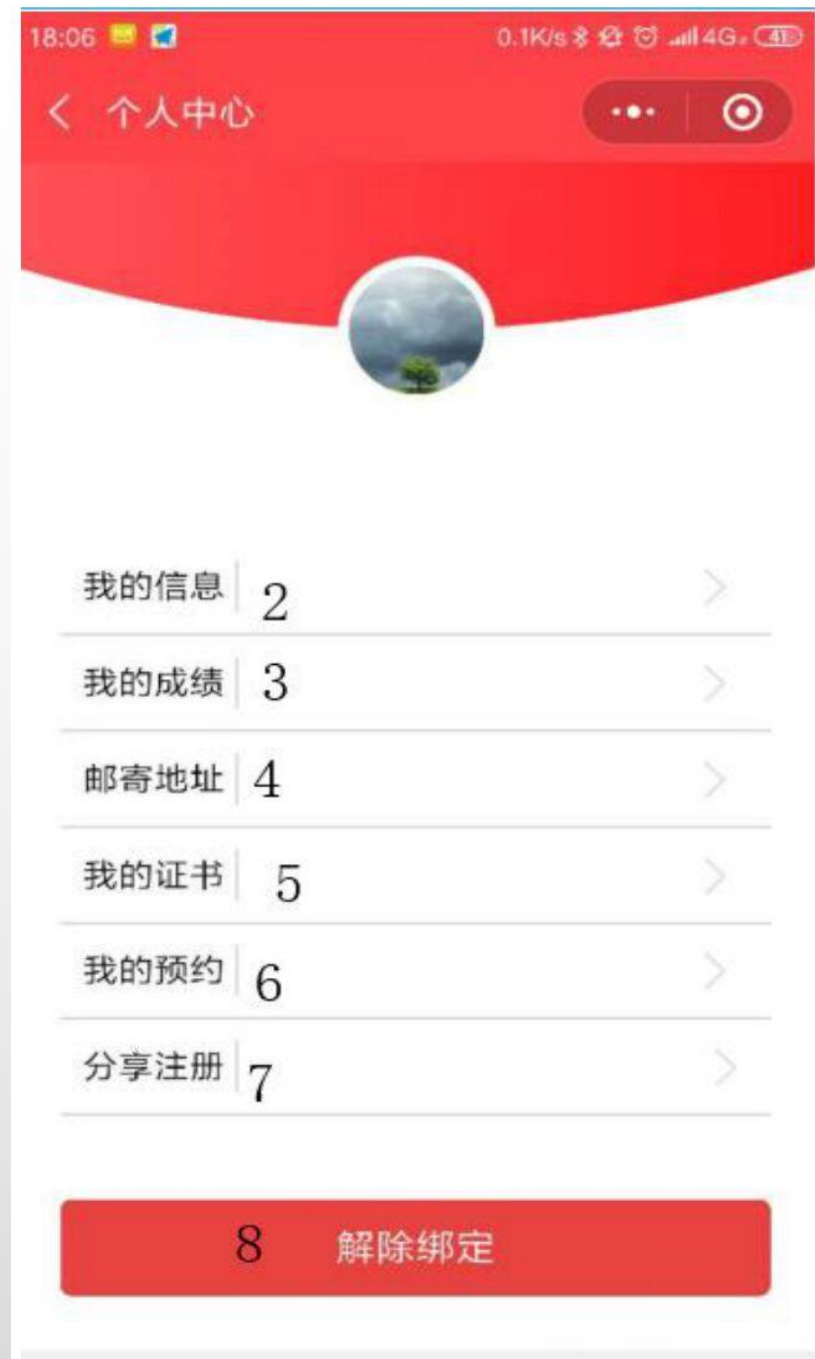 18:06 0.1K/s 4G 41
个人中心
我的信息 2
我的成绩 3
邮寄地址 4
我的证书 5
我的预约 6
分享注册 7
8 解除绑定